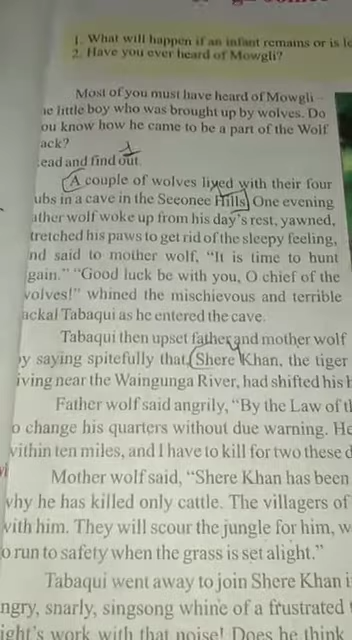 1. What will happen if an infant remains or is
2. Have you ever heard of Mowgli?
Most of you must have heard of Mowgli –
little boy who was brought up by wolves. Do
ou know how he came to be a part of the Wolf
ack?
ead and find out.
A couple of wolves lived with their four
ubs in a cave in the Seeonee Hills. One evening
ather wolf woke up from his day's rest, yawned,
tretched his paws to get rid of the sleepy feeling,
nd said to mother wolf, "It is time to hunt
gain." "Good luck be with you, O chief of the
volves!" whined the mischievous and terrible
ackal Tabaqui as he entered the cave.
Tabaqui then upset father and mother wolf
by saying spitefully that, Shere Khan, the tiger
iving near the Waingunga River, had shifted his
Father wolf said angrily, "By the Law of
o change his quarters without due warning. He
within ten miles, and I have to kill for two these d
Mother wolf said, "Shere Khan has been
why he has killed only cattle. The villagers of
with him. They will scour the jungle for him, w
o run to safety when the grass is set alight."
Tabaqui went away to join Shere Khan i
ngry, snarly, singsong whine of a frustrated
ight's work with that noise! Does he think